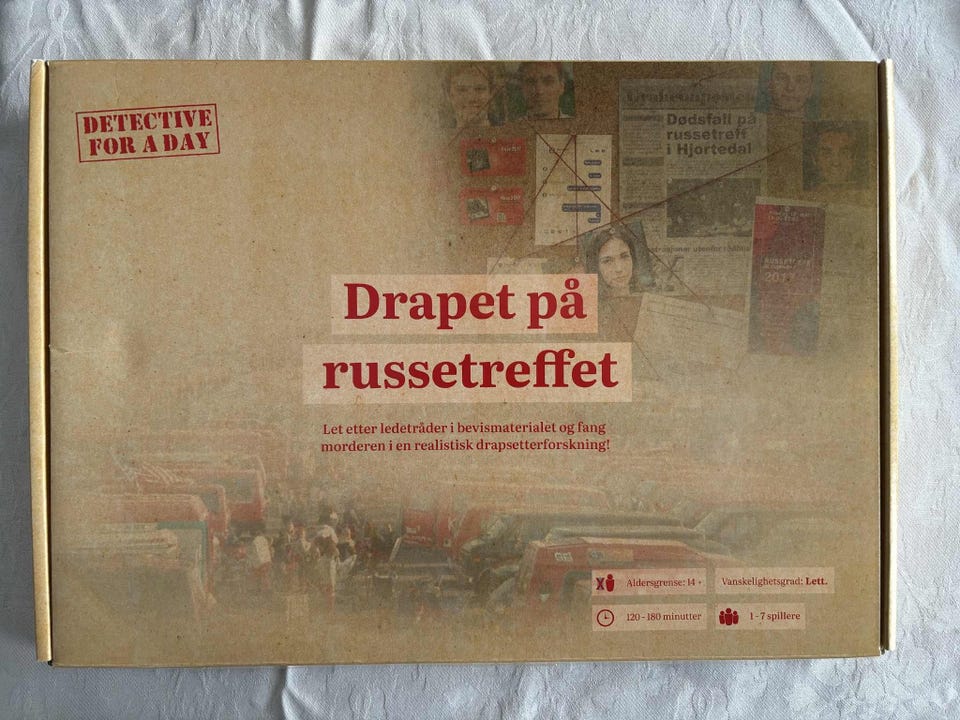 DETECTIVE
FOR A DAY
Dødsfall på
russetreff
i Hjortedal
RUSSETREFF
Drapet på
russetreffet
Let etter ledetråder i bevismaterialet og fang
morderen i en realistisk drapsetterforskning!
Aldersgrense: 14 +
Vanskelighetsgrad: Lett.
120 - 180 minutter
1 - 7 spillere